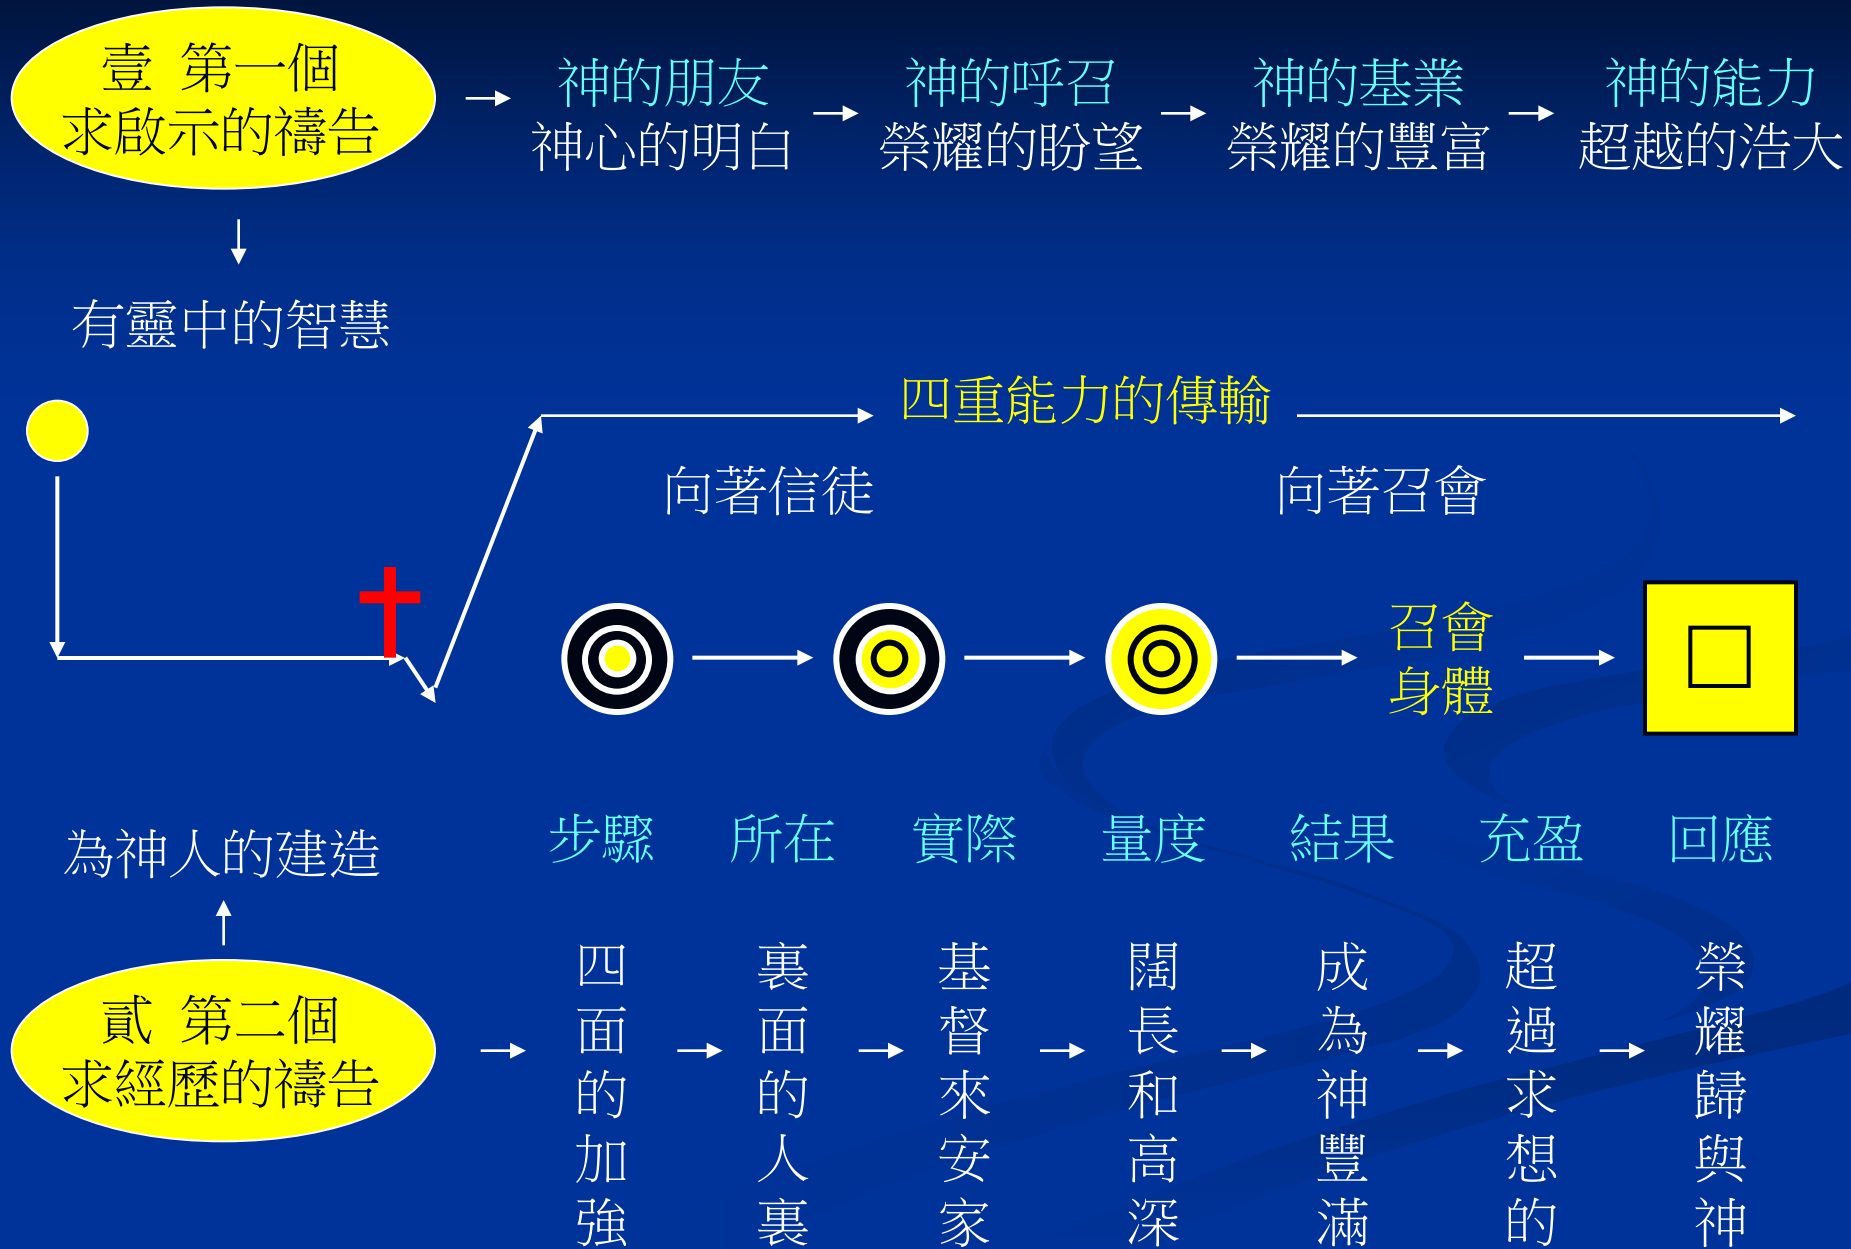 壹 第一個
求啟示的禱告
神的朋友
神心的明白
神的呼召
榮耀的盼望
神的基業
榮耀的豐富
神的能力
超越的浩大
有靈中的智慧
四重能力的傳輸
向著信徒
向著召會
召會
身體
為神人的建造
步驟
所在
實際
量度
結果
充盈
回應
貳 第二個
求經歷的禱告
四面的加強
裏面的人裏
基督來安家
闊長和高深
成為神豐滿
超過求想的
榮耀歸與神